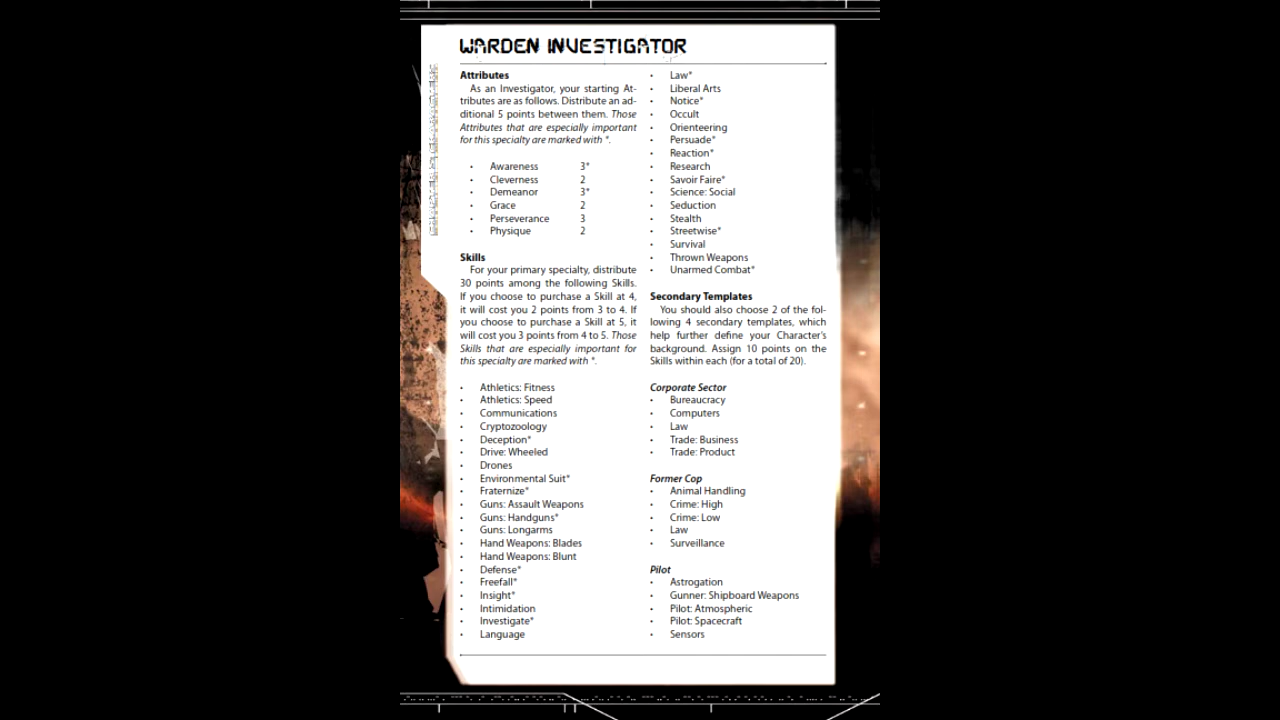 WARDEN INVESTIGATOR
Attributes
As an Investigator, your starting At-
tributes are as follows. Distribute an ad-
ditional 5 points between them. Those
Attributes that are especially important
for this specialty are marked with *.
• Awareness 3*
• Cleverness 2
• Demeanor 3*
• Grace 2
• Perseverance 3
• Physique 2
Skills
For your primary specialty, distribute
30 points among the following Skills.
If you choose to purchase a Skill at 4,
it will cost you 2 points from 3 to 4. If
you choose to purchase a Skill at 5, it
will cost you 3 points from 4 to 5. Those
Skills that are especially important for
this specialty are marked with *.
• Athletics: Fitness
• Athletics: Speed
• Communications
• Cryptozoology
• Deception*
• Drive: Wheeled
• Drones
• Environmental Suit*
• Fraternize*
• Guns: Assault Weapons
• Guns: Handguns*
• Guns: Longarms
• Hand Weapons: Blades
• Hand Weapons: Blunt
• Defense*
• Freefall*
• Insight*
• Intimidation
• Investigate*
• Language
• Law*
• Liberal Arts
• Notice*
• Occult
• Orienteering
• Persuade*
• Reaction*
• Research
• Savoir Faire*
• Science: Social
• Seduction
• Stealth
• Streetwise*
• Survival
• Thrown Weapons
• Unarmed Combat*
Secondary Templates
You should also choose 2 of the fol-
lowing 4 secondary templates, which
help further define your Character's
background. Assign 10 points on the
Skills within each (for a total of 20).
Corporate Sector
• Bureaucracy
• Computers
• Law
• Trade: Business
• Trade: Product
Former Cop
• Animal Handling
• Crime: High
• Crime: Low
• Law
• Surveillance
Pilot
• Astrogation
• Gunner: Shipboard Weapons
• Pilot: Atmospheric
• Pilot: Spacecraft
• Sensors